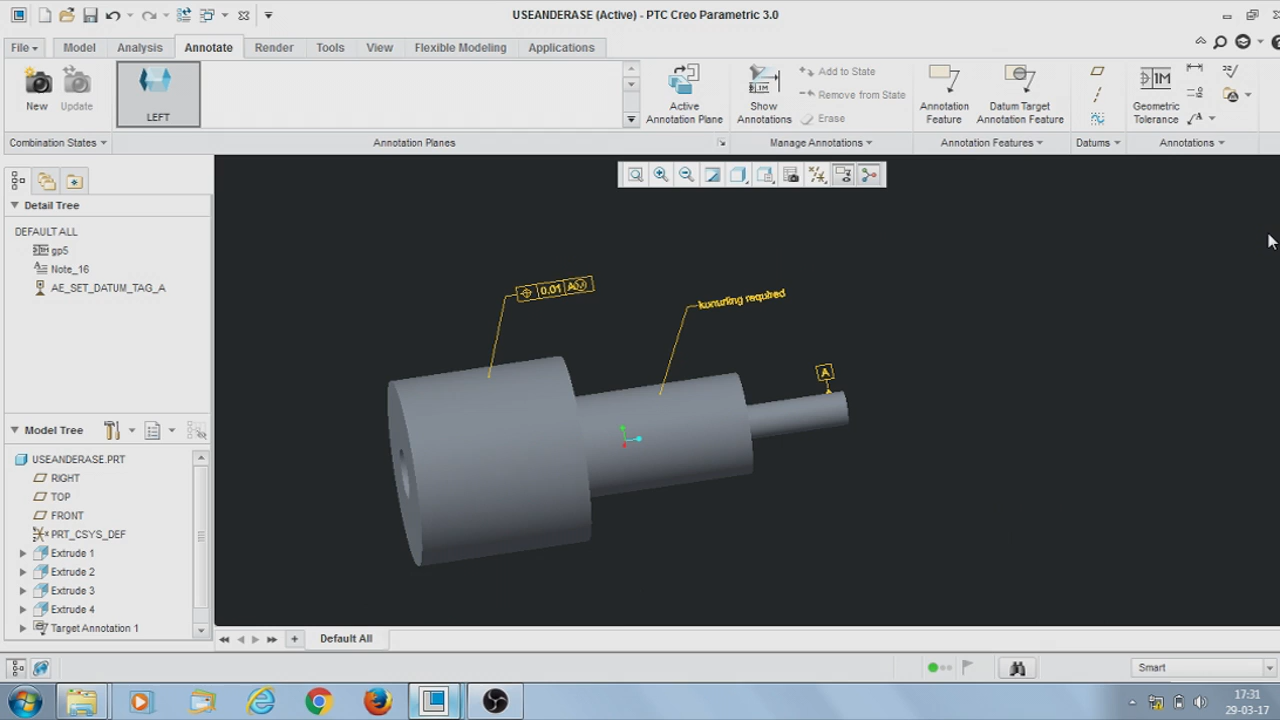 USEANDERASE (Active) - PTC Creo Parametric 3.0
File
Model
Analysis
Annotate
Render
Tools
View
Flexible Modeling
Applications
New
Update
LEFT
Active
Annotation Plane
Show
Annotations
Add to State
Remove from State
Erase
Annotation
Feature
Datum Target
Annotation Feature
Geometric
Tolerance
Combination States
Annotation Planes
Manage Annotations
Annotation Features
Datums
Annotations
Detail Tree
DEFAULT ALL
gp5
Note_16
AE_SET_DATUM_TAG_A
Model Tree
USEANDERASE.PRT
RIGHT
TOP
FRONT
PRT_CSYS_DEF
Extrude 1
Extrude 2
Extrude 3
Extrude 4
Target Annotation 1
0.01 AⓂ
required
A
Default All
Smart
17:31
29-03-17